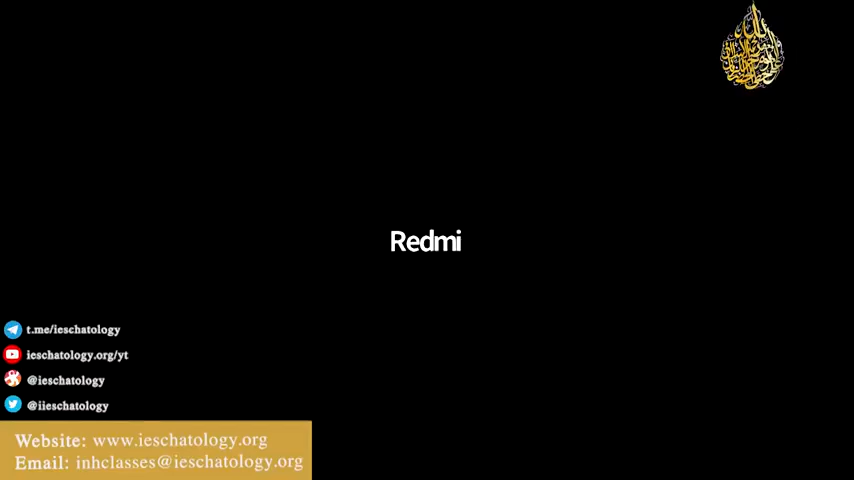 Redmi
t.me/ieschatology
ieschatology.org/yt
@ieschatology
@iieschatology
Website: www.ieschatology.org
Email: inhclasses@ieschatology.org